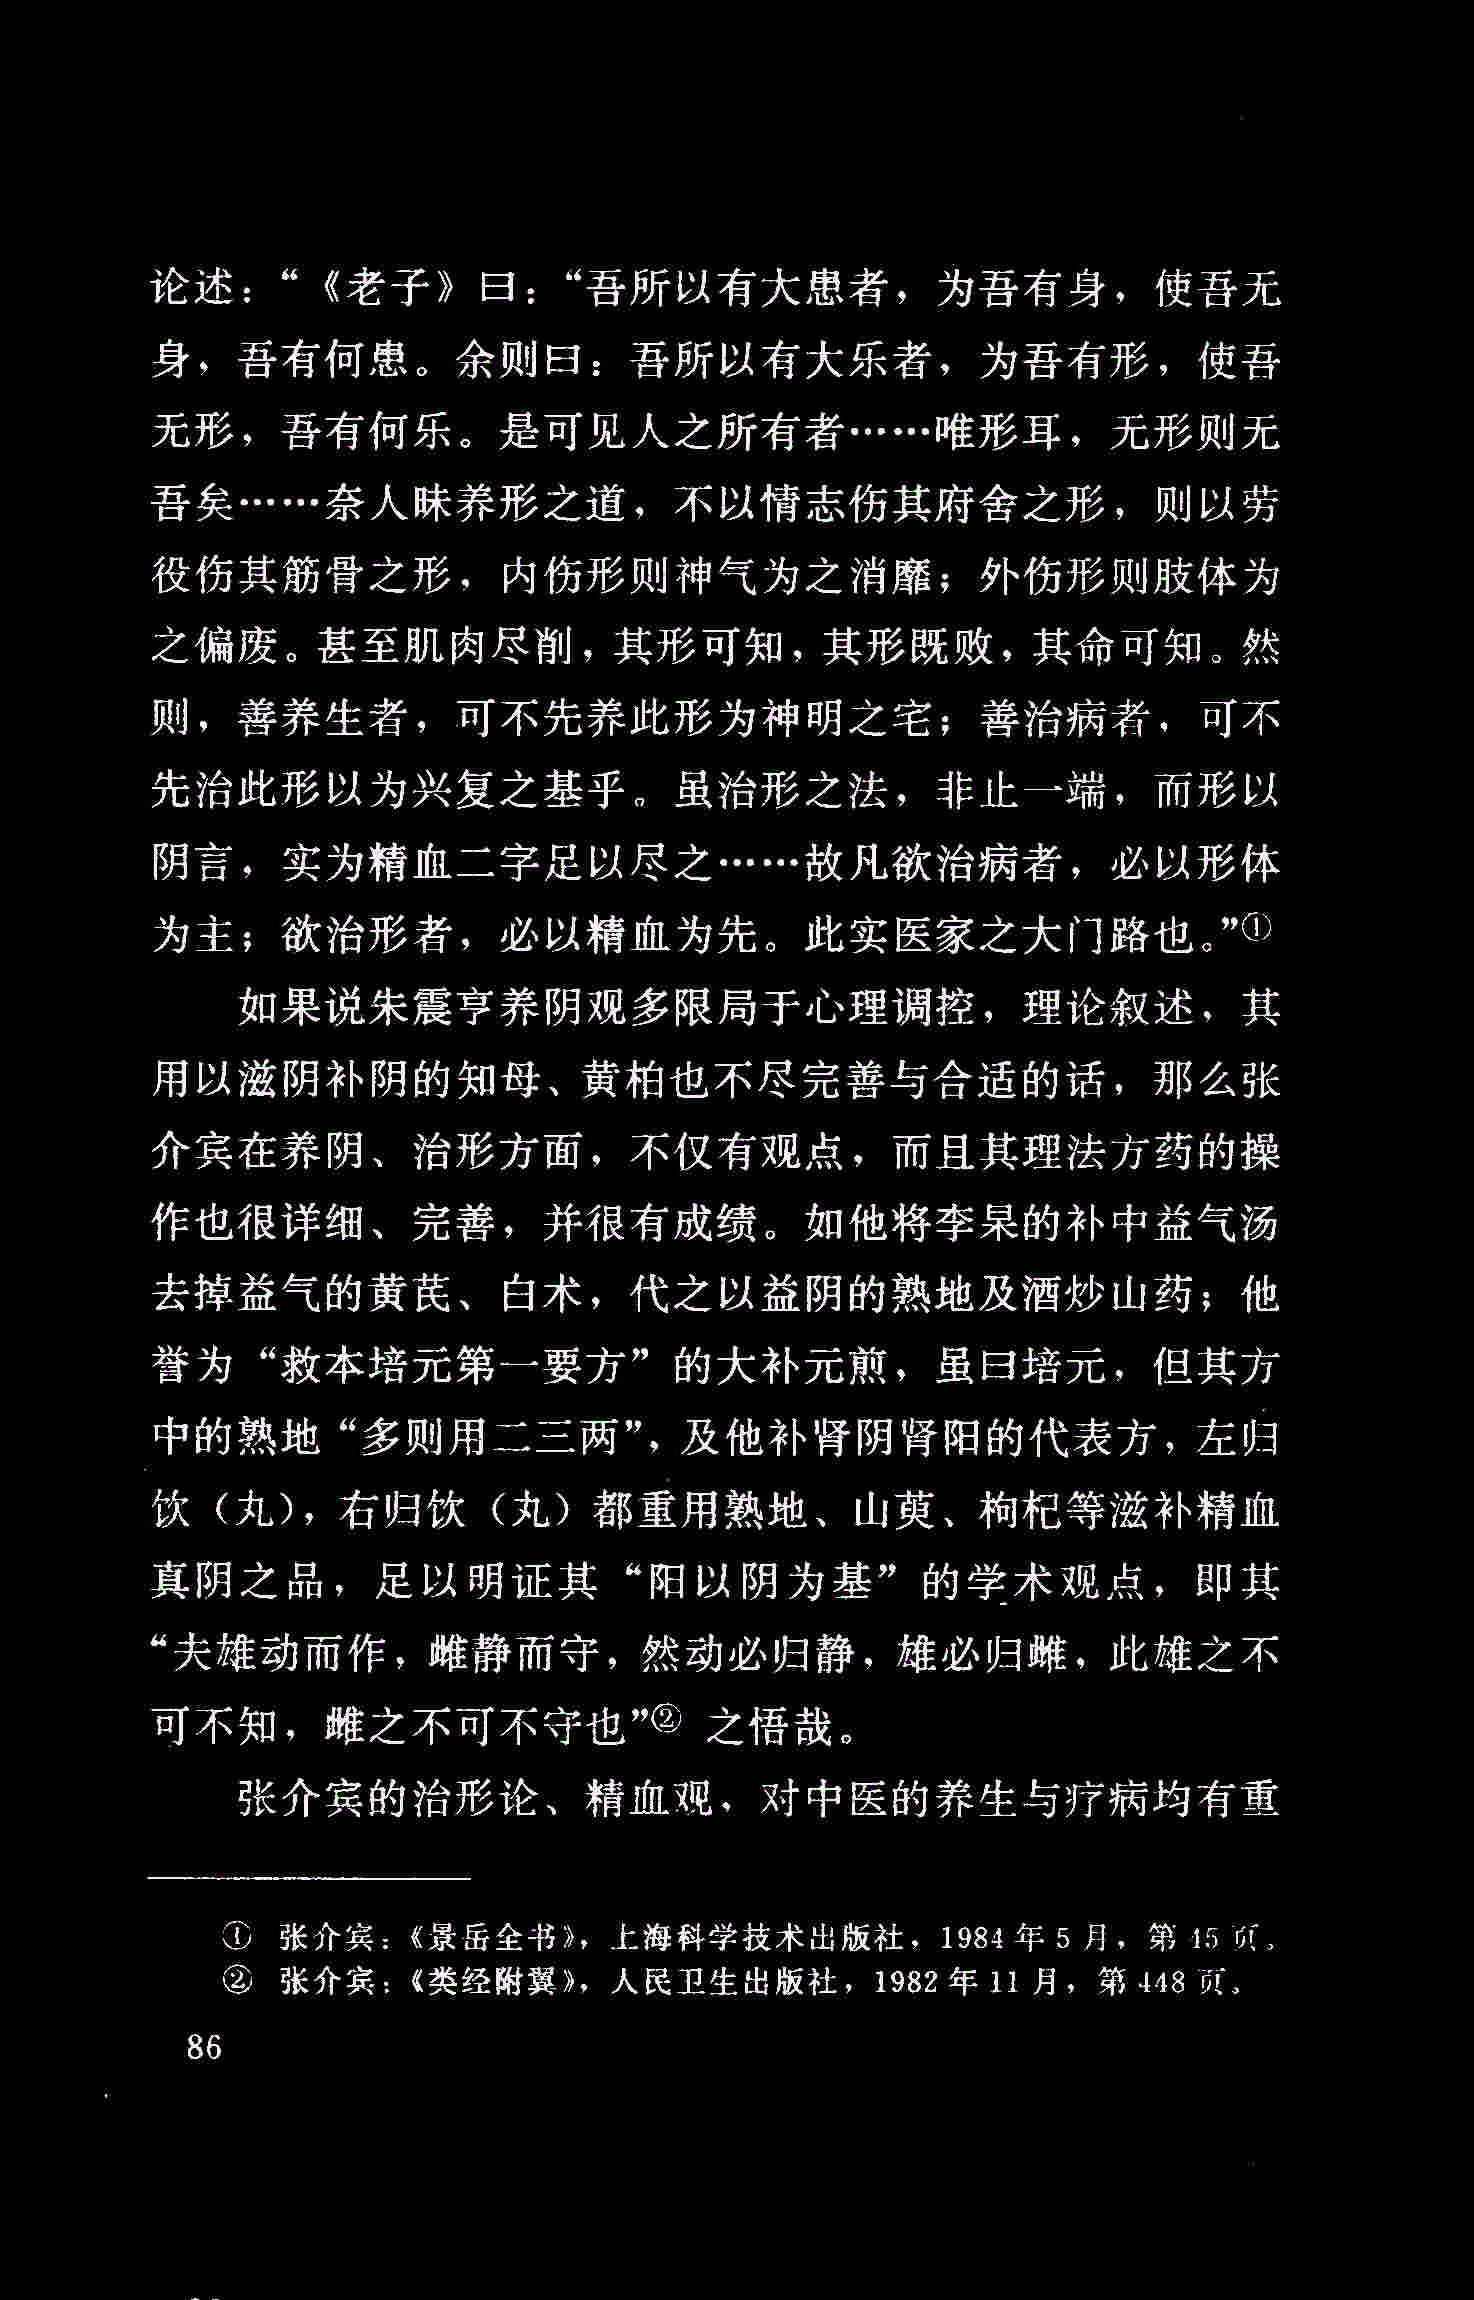 论述：“《老子》曰：“吾所以有大患者，为吾有身，使吾无
身，吾有何患。余则曰：吾所以有大乐者，为吾有形，使吾
无形，吾有何乐。是可见人之所有者……唯形耳，无形则无
吾矣……奈人昧养形之道，不以情志伤其府舍之形，则以劳
役伤其筋骨之形，内伤形则神气为之消靡；外伤形则肢体为
之偏废。甚至肌肉尽削，其形可知，其形既败，其命可知。然
则，善养生者，可不先养此形为神明之宅；善治病者，可不
先治此形以为兴复之基乎。虽治形之法，非止一端，而形以
阴言，实为精血二字足以尽之……故凡欲治病者，必以形体
为主；欲治形者，必以精血为先。此实医家之大门路也。”①
如果说朱震亨养阴观多限局于心理调控，理论叙述，其
用以滋阴补阴的知母、黄柏也不尽完善与合适的话，那么张
介宾在养阴、治形方面，不仅有观点，而且其理法方药的操
作也很详细、完善，并很有成绩。如他将李杲的补中益气汤
去掉益气的黄芪、白术，代之以益阴的熟地及酒炒山药；他
誉为“救本培元第一要方”的大补元煎，虽曰培元，但其方
中的熟地“多则用二三两”，及他补肾阴肾阳的代表方，左归
饮（丸），右归饮（丸）都重用熟地、山萸、枸杞等滋补精血
真阴之品，足以明证其“阳以阴为基”的学术观点，即其
“夫雄动而作，雌静而守，然动必归静，雄必归雌，此雄之不
可不知，雌之不可不守也”② 之悟哉。
张介宾的治形论、精血观，对中医的养生与疗病均有重
① 张介宾：《景岳全书》，上海科学技术出版社，1984年5月，第45页。
② 张介宾：《类经附翼》，人民卫生出版社，1982年11月，第448页。
86